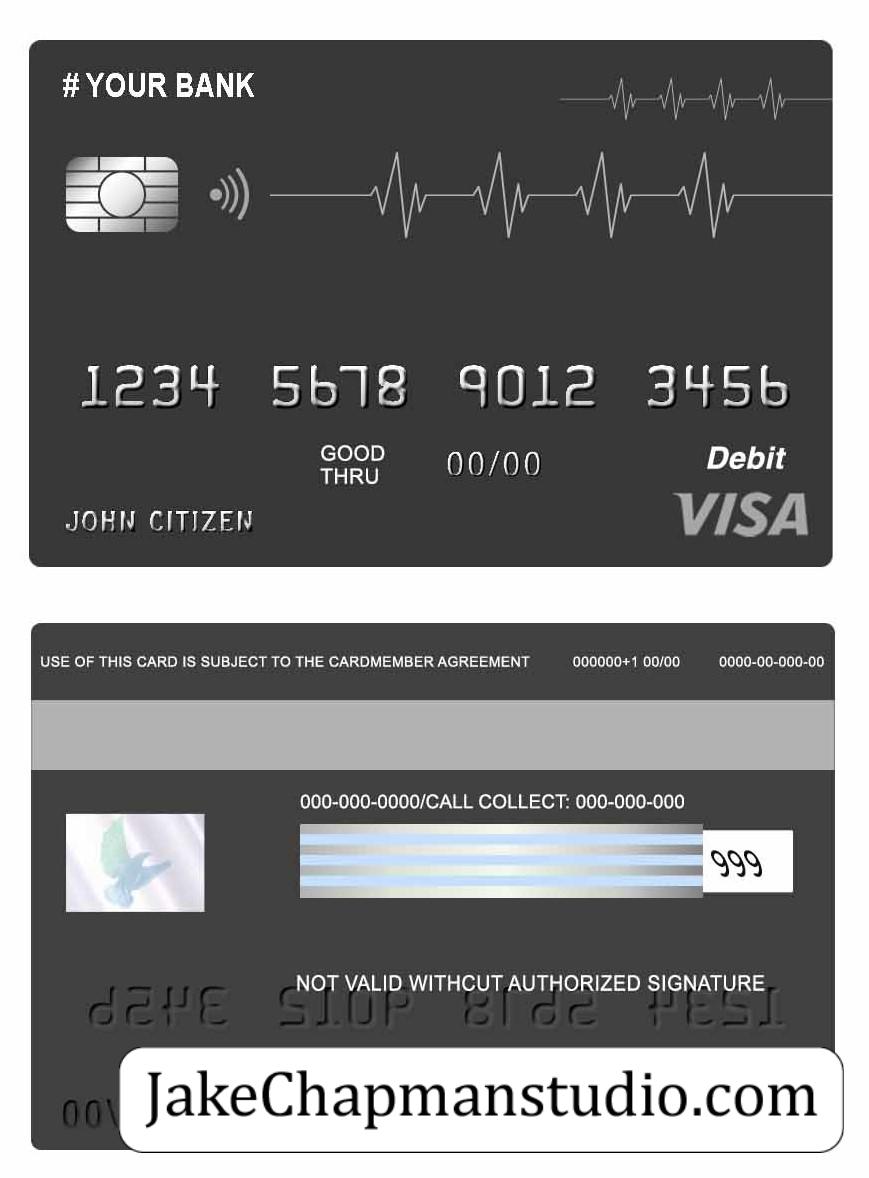 # YOUR BANK
1234 5678 9012 3456
GOOD
THRU
00/00
Debit
JOHN CITIZEN
VISA
USE OF THIS CARD IS SUBJECT TO THE CARDMEMBER AGREEMENT 000000+1 00/00 0000-00-000-00
000-000-0000/CALL COLLECT: 000-000-000
999
NOT VALID WITHCUT AUTHORIZED SIGNATURE
JakeChapmanstudio.com